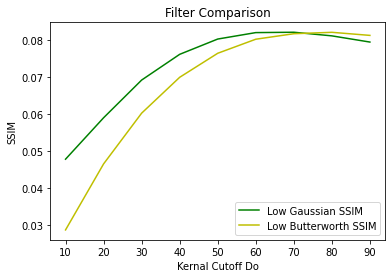 Filter Comparison
0.08
0.07
0.06
0.05
0.04
0.03
SSIM
Low Gaussian SSIM
Low Butterworth SSIM
10 20 30 40 50 60 70 80 90
Kernal Cutoff Do